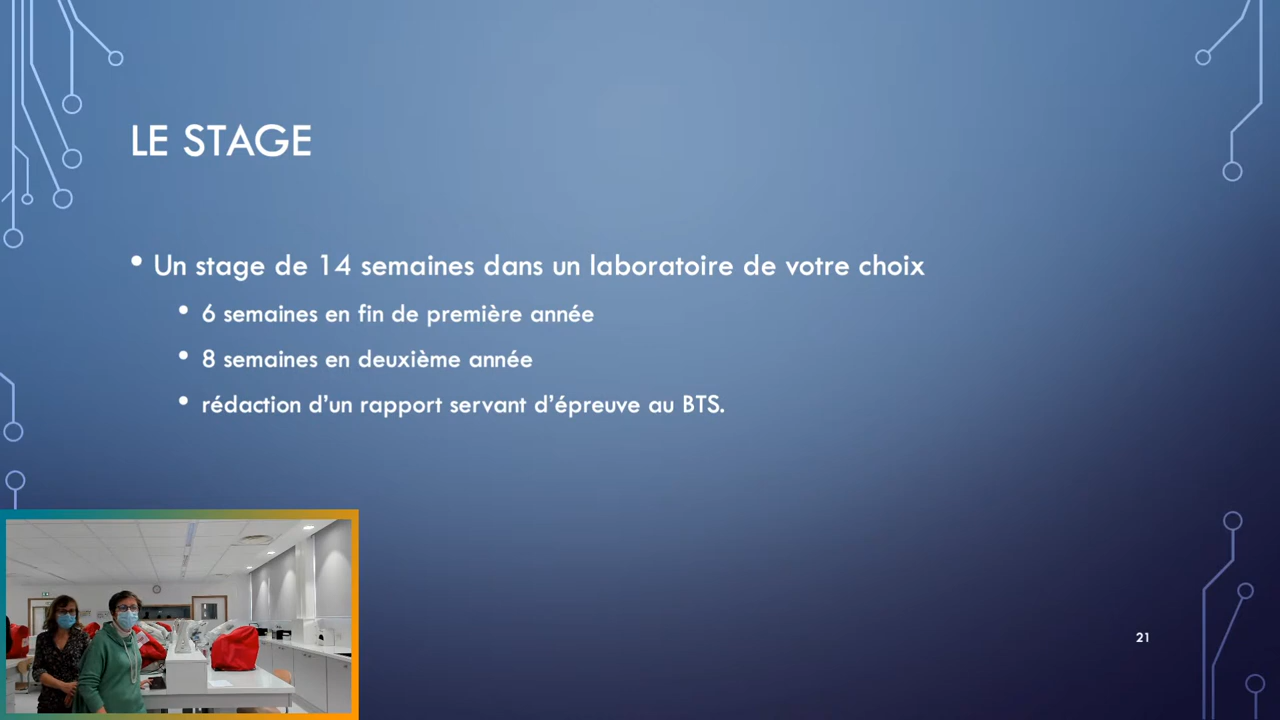 LE STAGE
• Un stage de 14 semaines dans un laboratoire de votre choix
• 6 semaines en fin de première année
• 8 semaines en deuxième année
• rédaction d’un rapport servant d’épreuve au BTS.
21